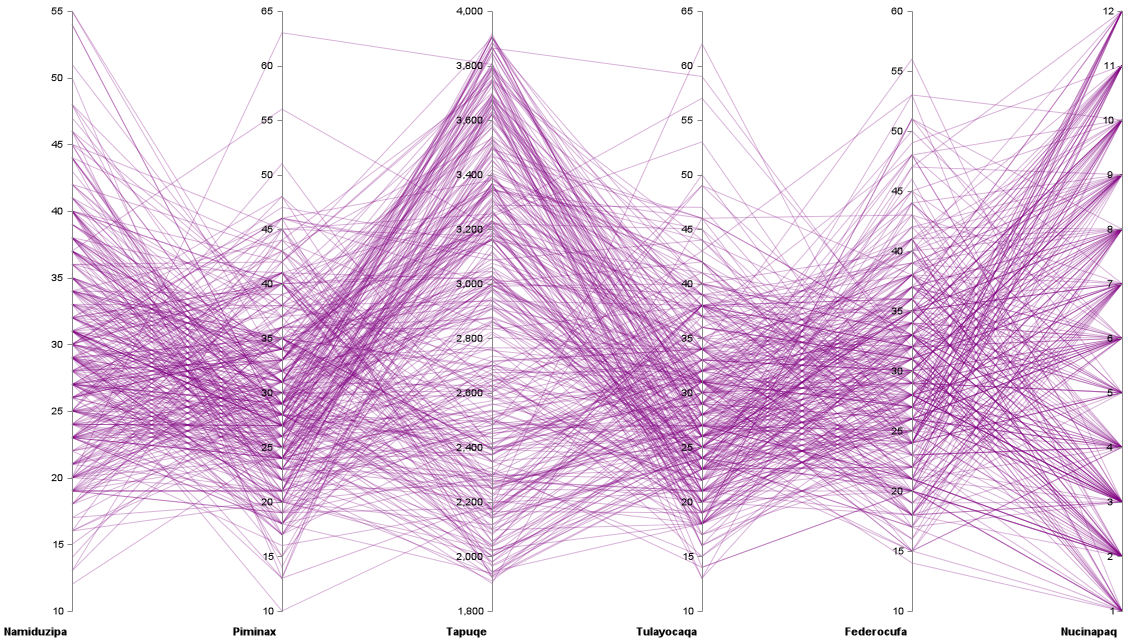 55 65 4,000 65 60 12
50 60 3,800 60 55 11
45 55 3,600 55 50 10
40 50 3,400 50 45 9
35 45 3,200 45 40 8
30 40 3,000 40 35 7
25 35 2,800 35 30 6
20 30 2,600 30 25 5
15 25 2,400 25 20 4
10 20 2,200 20 15 3
15 2,000 15 10 2
10 1,800 10 1
Namiduzipa Piminax Tapuqe Tulayocaqa Federocufa Nucinapaq